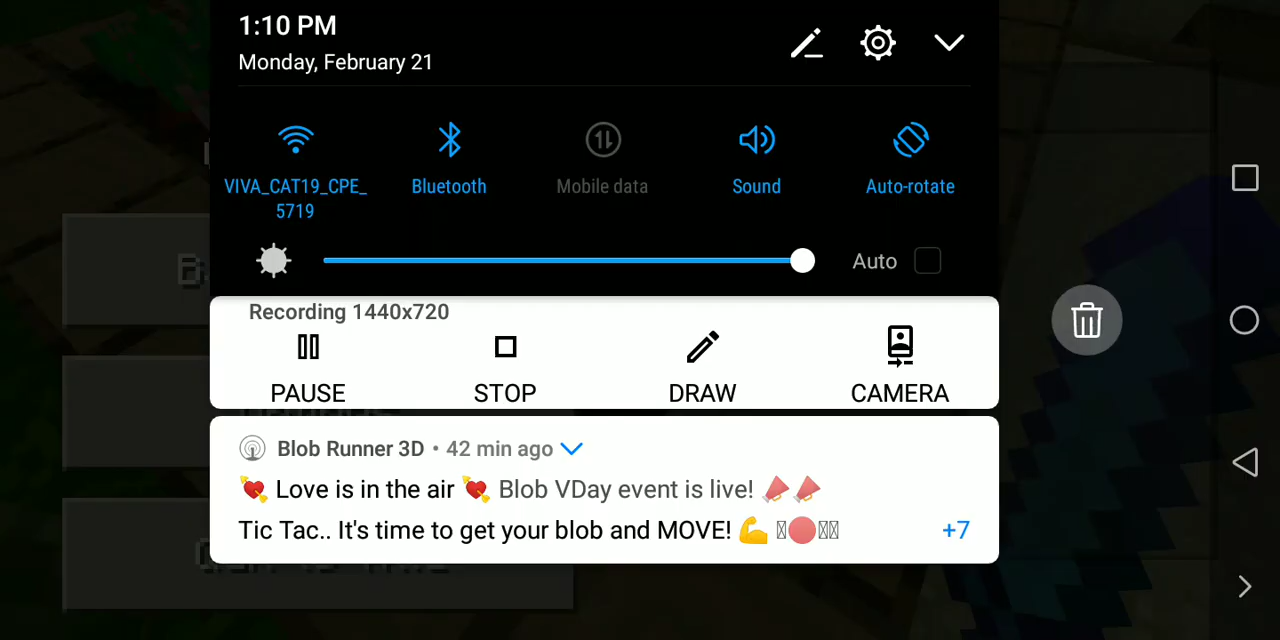 1:10 PM
Monday, February 21
VIVA_CAT19_CPE_
5719
Bluetooth
Mobile data
Sound
Auto-rotate
Auto
Recording 1440x720
PAUSE
STOP
DRAW
CAMERA
Blob Runner 3D • 42 min ago
💘 Love is in the air 💘 Blob VDay event is live! 📣📣
Tic Tac.. It's time to get your blob and MOVE! 💪
+7